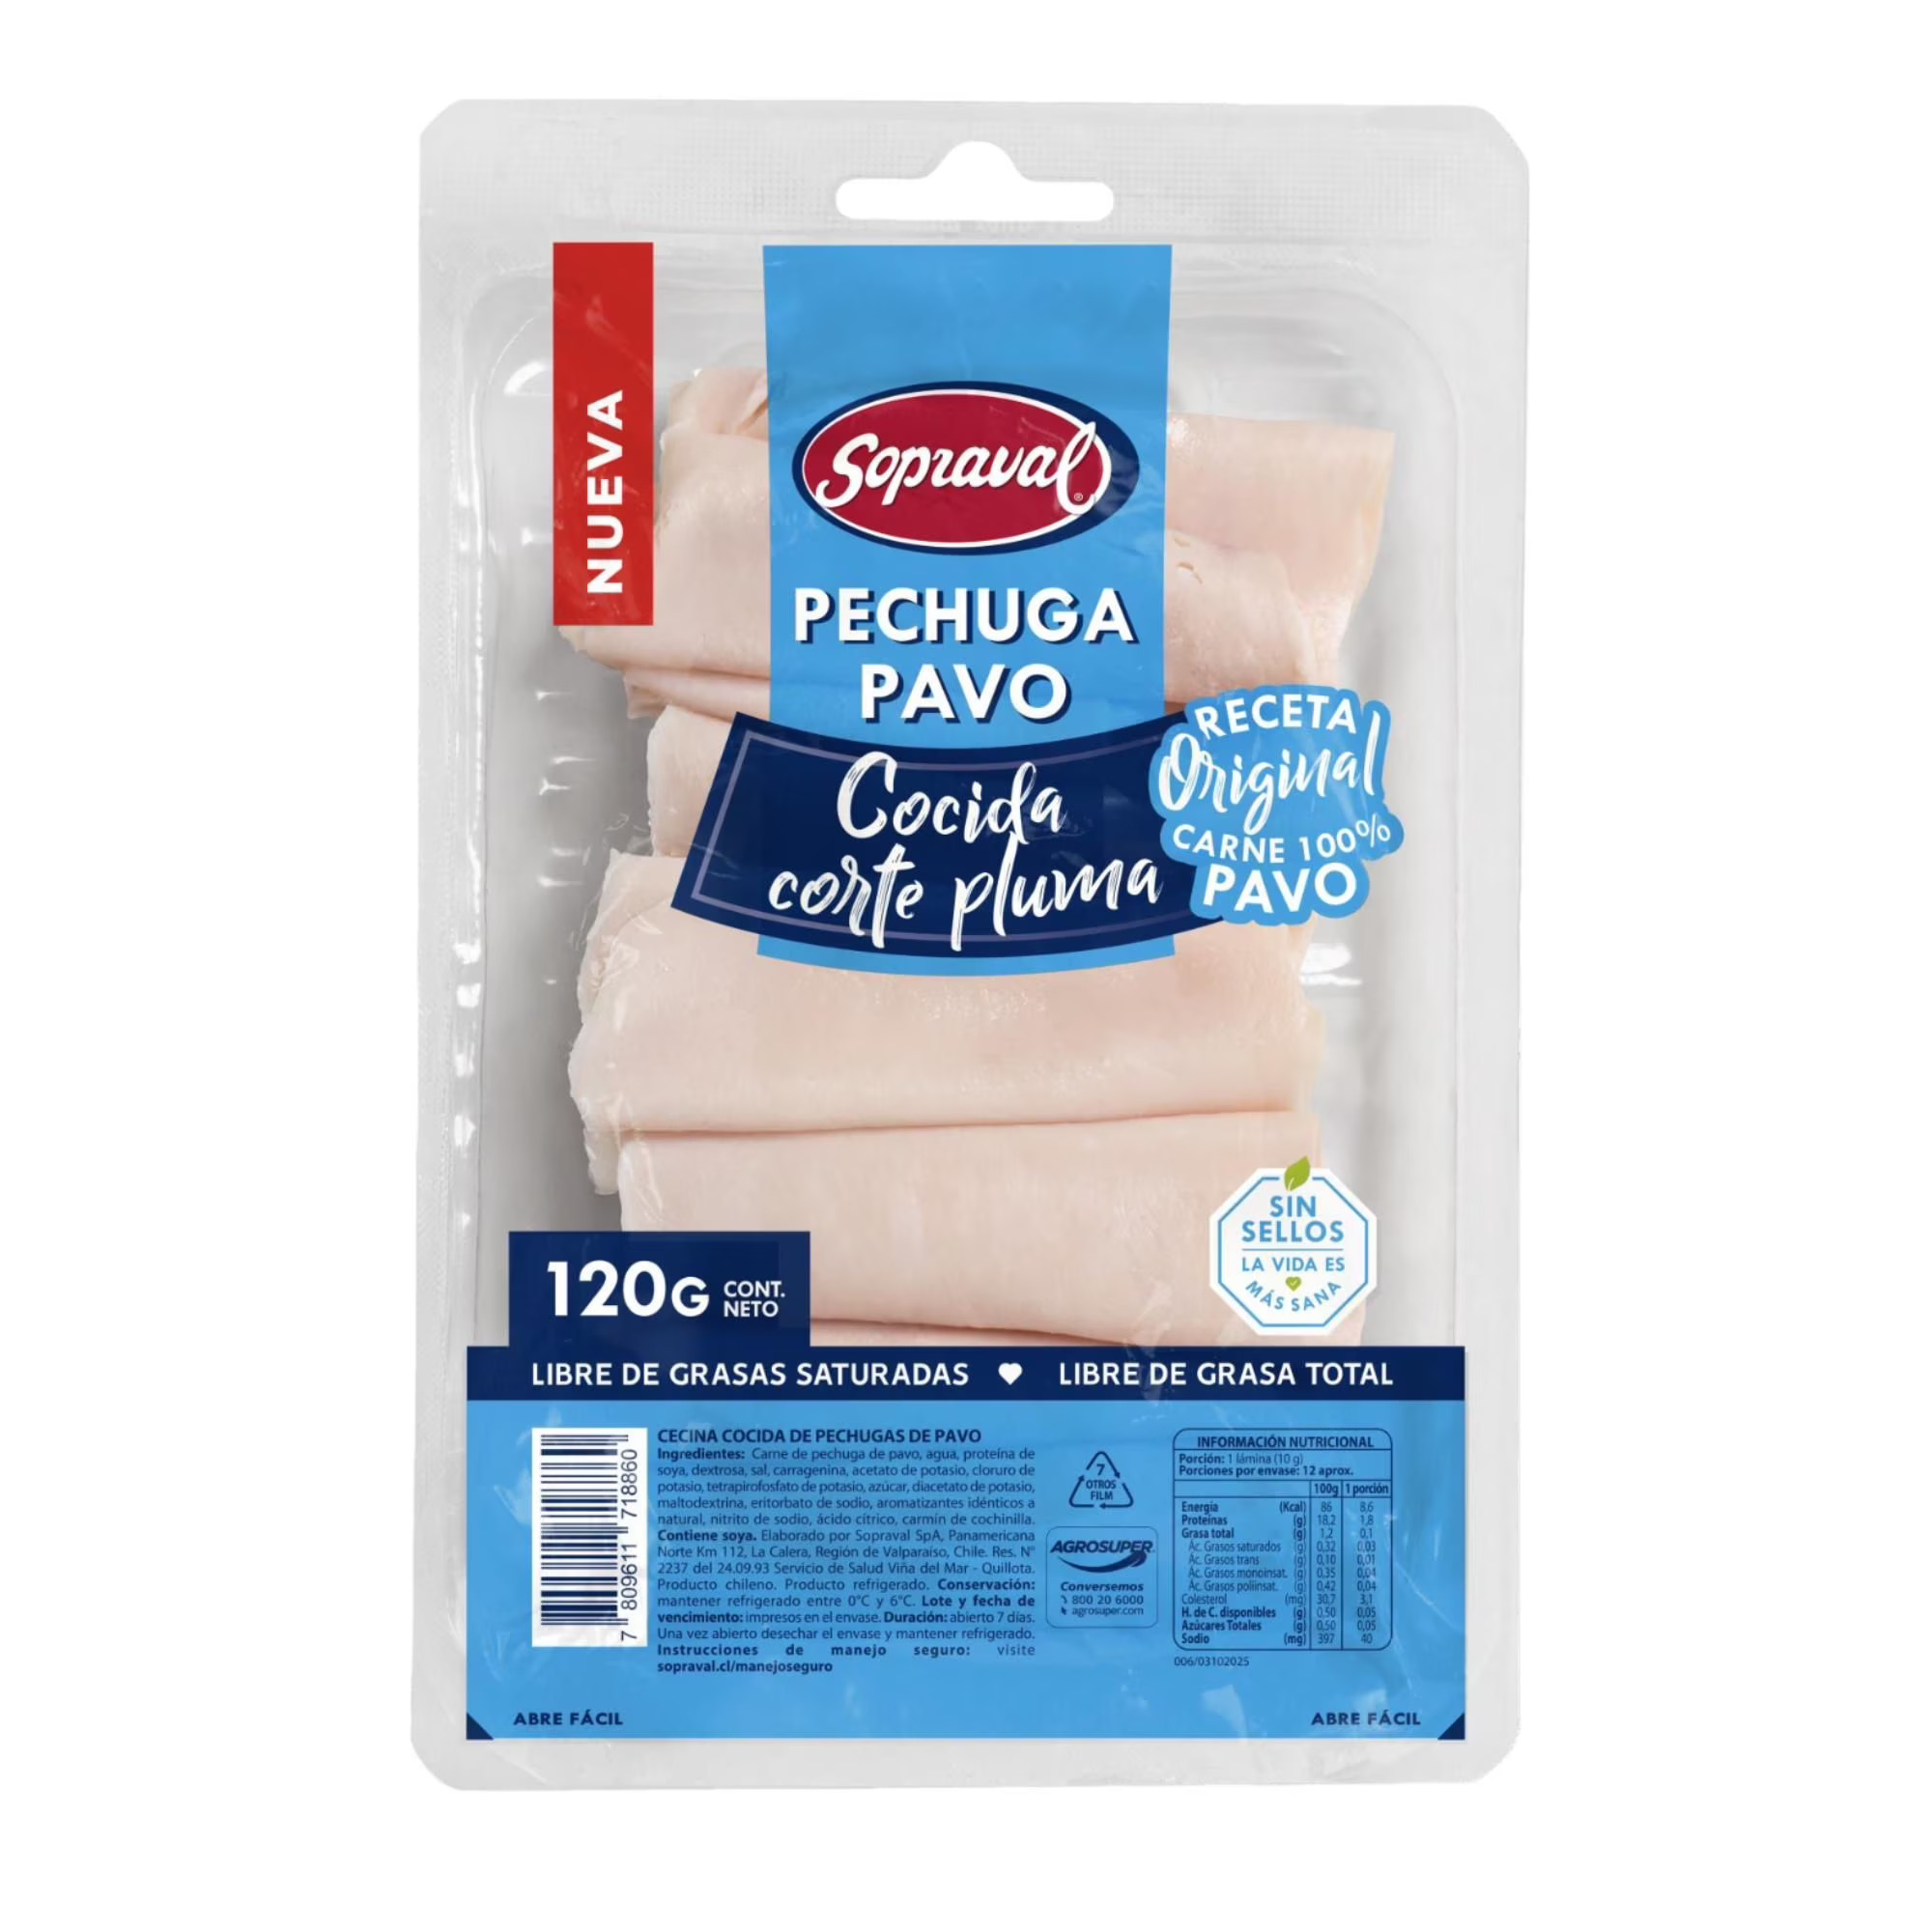 NUEVA
Sopraval
PECHUGA
PAVO
Cocida
corte pluma
RECETA
Original
CARNE 100%
PAVO
SIN
SELLOS
LA VIDA ES
MÁS SANA
120G CONT.
NETO
LIBRE DE GRASAS SATURADAS
LIBRE DE GRASA TOTAL
7 809611 718860
CECINA COCIDA DE PECHUGAS DE PAVO
Ingredientes: Carne de pechuga de pavo, agua, proteína de
soya, dextrosa, sal, carragenina, acetato de potasio, cloruro de
potasio, tetrapirofosfato de potasio, azúcar, diacetato de potasio,
maltodextrina, eritorbato de sodio, aromatizantes idénticos a
natural, nitrito de sodio, ácido cítrico, carmín de cochinilla.
Contiene soya. Elaborado por Sopraval SpA, Panamericana
Norte Km 112, La Calera, Región de Valparaíso, Chile. Res. N°
2237 del 24.09.93 Servicio de Salud Viña del Mar - Quillota.
Producto chileno. Producto refrigerado. Conservación:
mantener refrigerado entre 0°C y 6°C. Lote y fecha de
vencimiento: impresos en el envase. Duración: abierto 7 días.
Una vez abierto desechar el envase y mantener refrigerado.
Instrucciones de manejo seguro: visite
sopraval.cl/manejoseguro
7
OTROS
FILM
AGROSUPER
Conversemos
800 20 6000
agrosuper.com
INFORMACIÓN NUTRICIONAL
Porción: 1 lámina (10 g)
Porciones por envase: 12 aprox.
100g 1 porción
Energía (Kcal) 86 8,6
Proteínas (g) 18,2 1,8
Grasa total (g) 1,2 0,1
Ác. Grasos saturados (g) 0,32 0,03
Ác. Grasos trans (g) 0,10 0,01
Ác. Grasos monoinsat. (g) 0,35 0,04
Ác. Grasos poliinsat. (g) 0,42 0,04
Colesterol (mg) 30,7 3,1
H. de C. disponibles (g) 0,50 0,05
Azúcares Totales (g) 0,50 0,05
Sodio (mg) 397 40
006/03102025
ABRE FÁCIL
ABRE FÁCIL